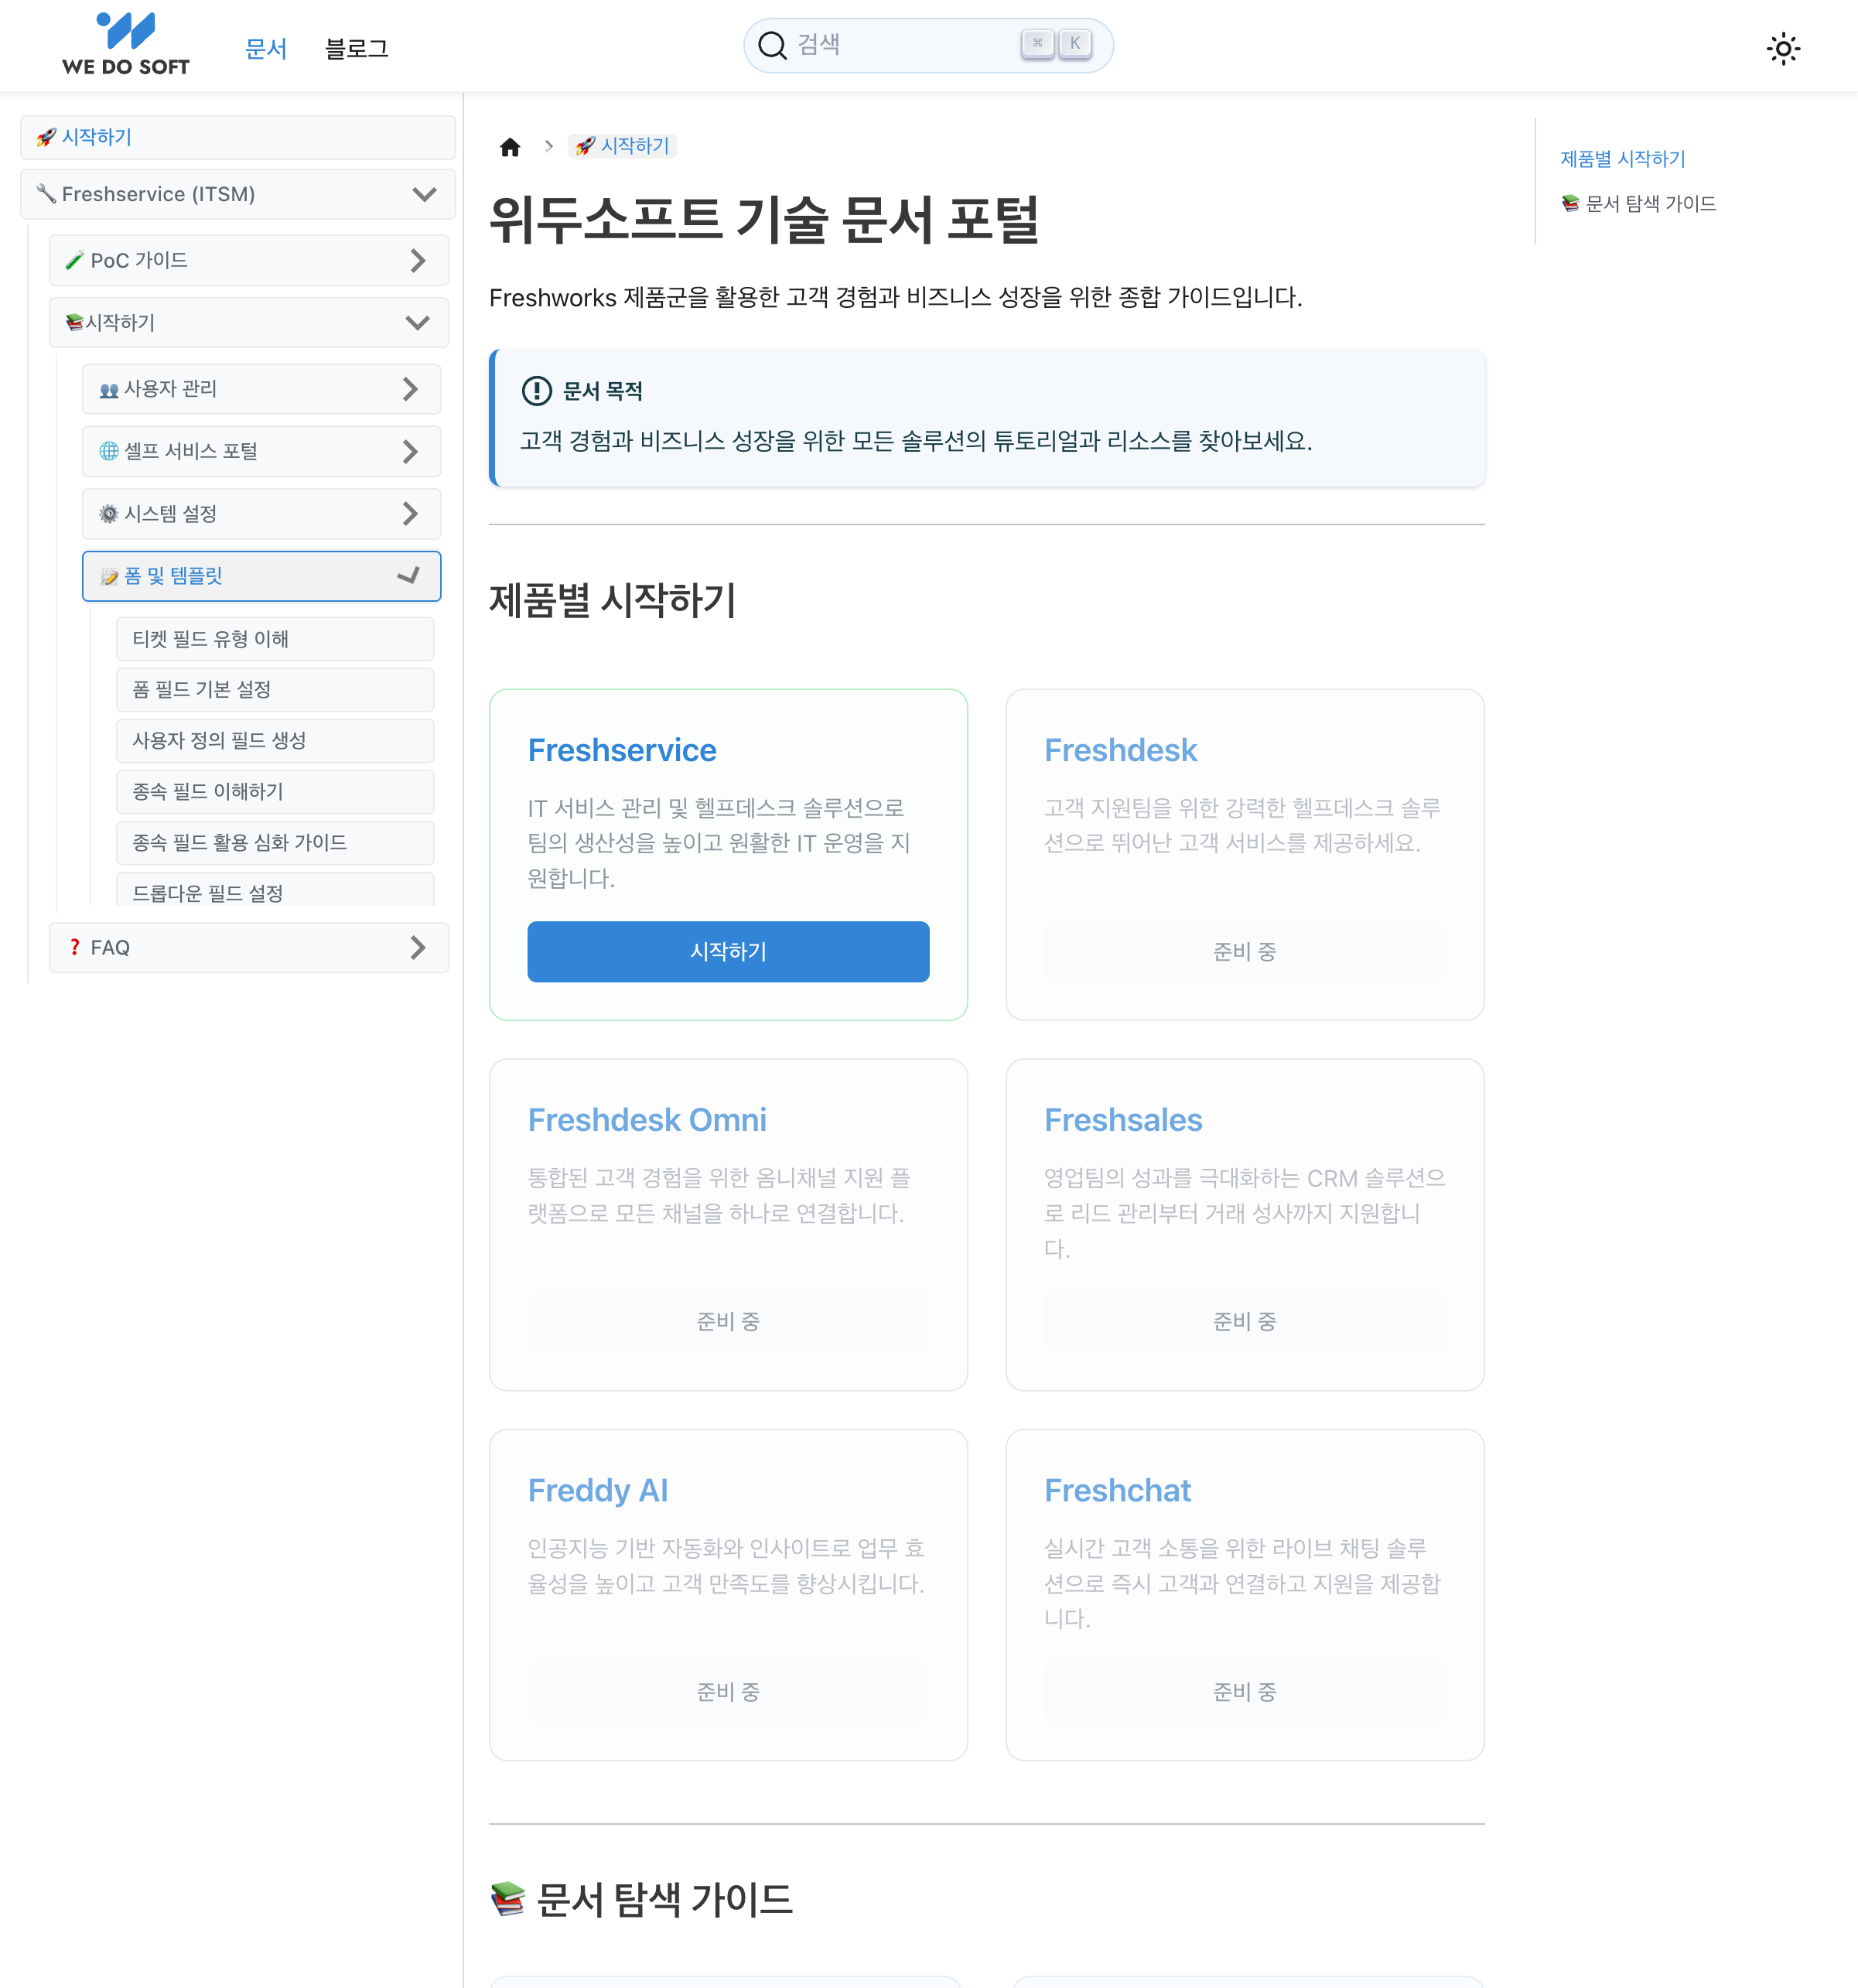 WE DO SOFT
문서
블로그
검색
⌘ K
🚀 시작하기
🔧 Freshservice (ITSM)
🧪 PoC 가이드
📚시작하기
👥 사용자 관리
🌐 셀프 서비스 포털
⚙️ 시스템 설정
📝 폼 및 템플릿
티켓 필드 유형 이해
폼 필드 기본 설정
사용자 정의 필드 생성
종속 필드 이해하기
종속 필드 활용 심화 가이드
드롭다운 필드 설정
❓ FAQ
🚀 시작하기
위두소프트 기술 문서 포털
Freshworks 제품군을 활용한 고객 경험과 비즈니스 성장을 위한 종합 가이드입니다.
문서 목적
고객 경험과 비즈니스 성장을 위한 모든 솔루션의 튜토리얼과 리소스를 찾아보세요.
제품별 시작하기
Freshservice
IT 서비스 관리 및 헬프데스크 솔루션으로
팀의 생산성을 높이고 원활한 IT 운영을 지
원합니다.
시작하기
Freshdesk
고객 지원팀을 위한 강력한 헬프데스크 솔루
션으로 뛰어난 고객 서비스를 제공하세요.
준비 중
Freshdesk Omni
통합된 고객 경험을 위한 옴니채널 지원 플
랫폼으로 모든 채널을 하나로 연결합니다.
준비 중
Freshsales
영업팀의 성과를 극대화하는 CRM 솔루션으
로 리드 관리부터 거래 성사까지 지원합니
다.
준비 중
Freddy AI
인공지능 기반 자동화와 인사이트로 업무 효
율성을 높이고 고객 만족도를 향상시킵니다.
준비 중
Freshchat
실시간 고객 소통을 위한 라이브 채팅 솔루
션으로 즉시 고객과 연결하고 지원을 제공합
니다.
준비 중
📚 문서 탐색 가이드
제품별 시작하기
📚 문서 탐색 가이드